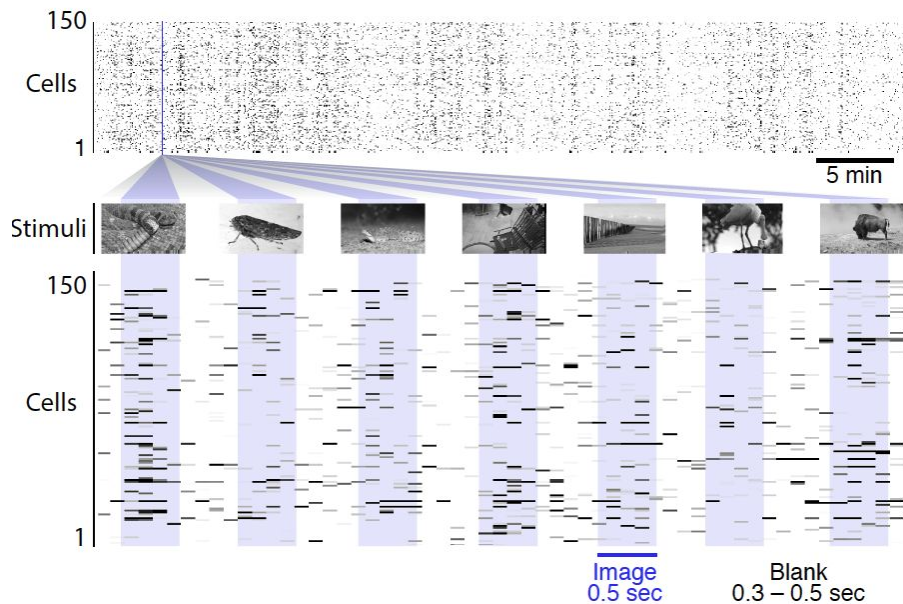 150
Cells
1
5 min
Stimuli
150
Cells
1
Image
0.5 sec
Blank
0.3 – 0.5 sec